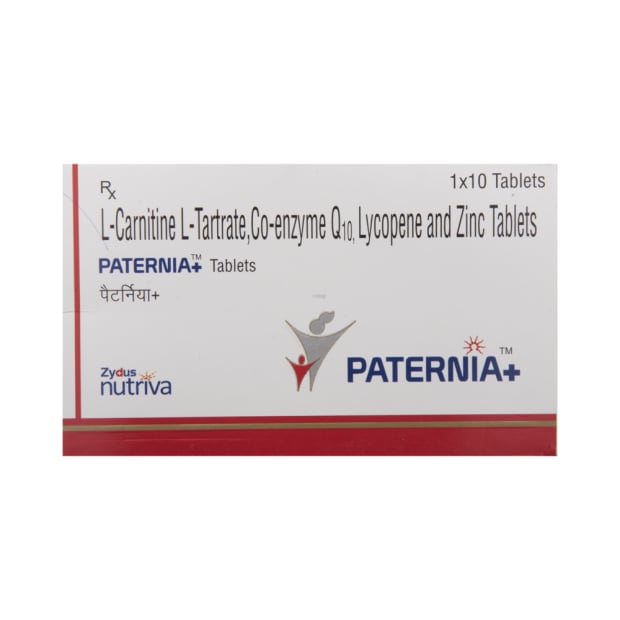 Rx
1x10 Tablets
L-Carnitine L-Tartrate,Co-enzyme Q10, Lycopene and Zinc Tablets
PATERNIA+™ Tablets
पैटर्निया+
Zydus
nutriva
PATERNIA+™